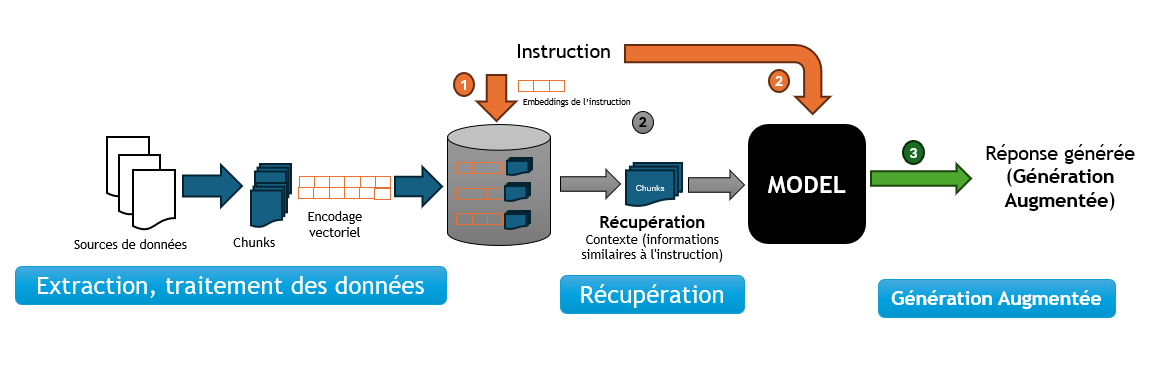 Instruction
1
2
Embeddings de l'instruction
2
Sources de données
Chunks
Encodage
vectoriel
Chunks
Récupération
Contexte (informations
similaires à l'instruction)
MODEL
3
Réponse générée
(Génération
Augmentée)
Extraction, traitement des données
Récupération
Génération Augmentée